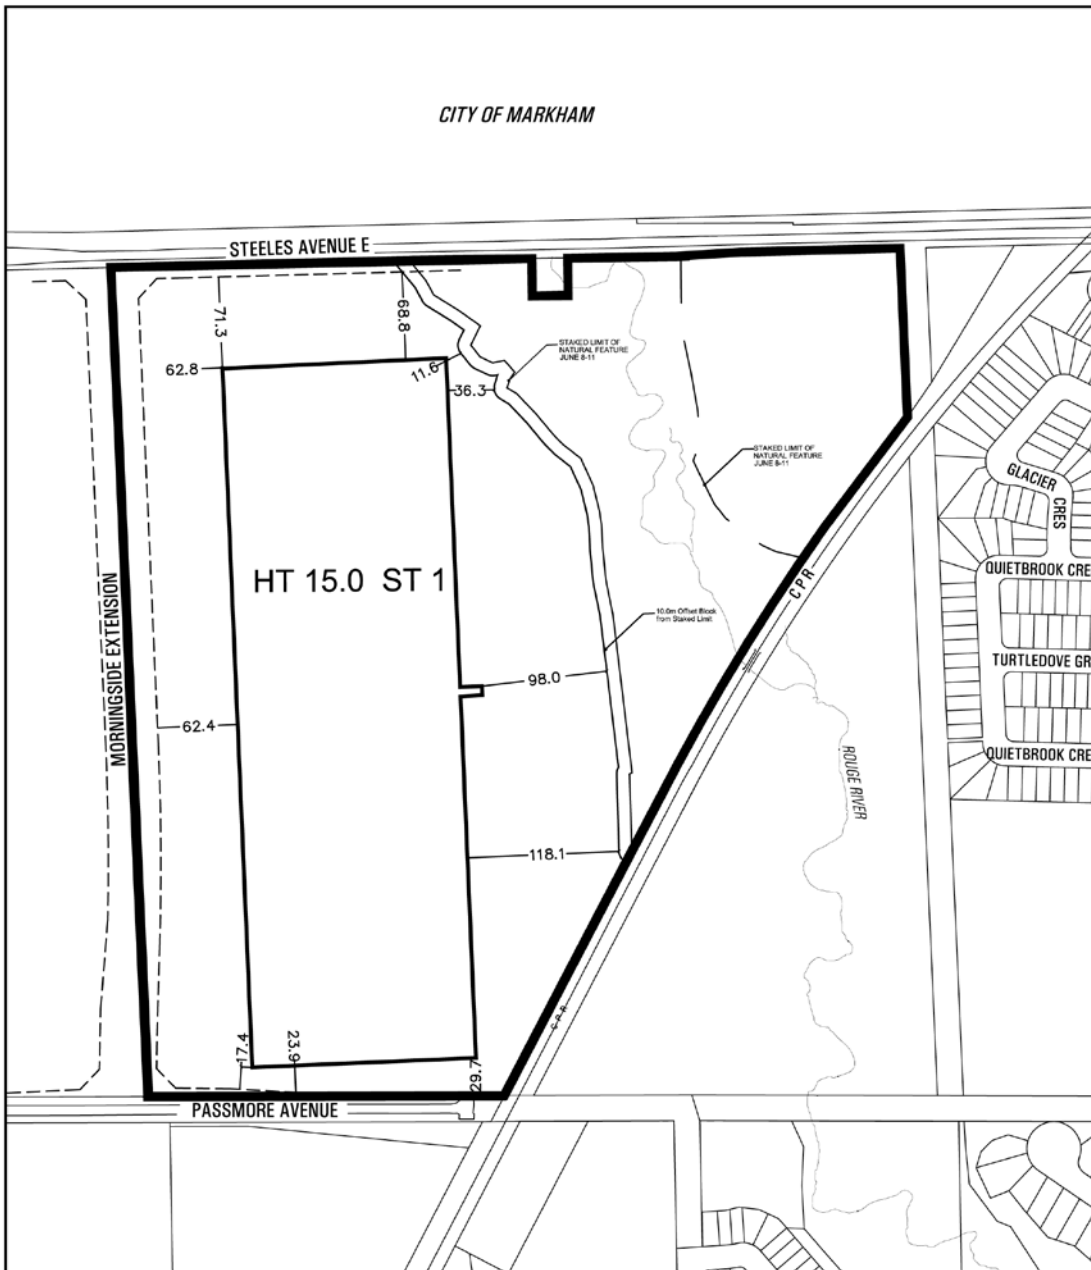 CITY OF MARKHAM
STEELES AVENUE E
71.3
68.8
62.8
11.6
36.3
STAKED LIMIT OF
NATURAL FEATURE
JUNE 8-11
STAKED LIMIT OF
NATURAL FEATURE
JUNE 8-11
GLACIER
CRES
HT 15.0 ST 1
CPR
QUIETBROOK CRE
MORNINGSIDE EXTENSION
10.0m Offset Block
from Staked Limit
TURTLEDOVE GR
98.0
62.4
QUIETBROOK CRE
ROUGE RIVER
118.1
CPR
17.4
23.9
29.7
PASSMORE AVENUE